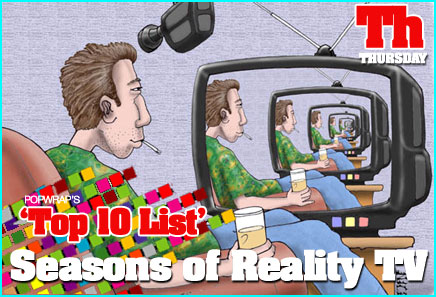 Th
THURSDAY
POPWRAP'S
'Top 10 List'
Seasons of Reality TV